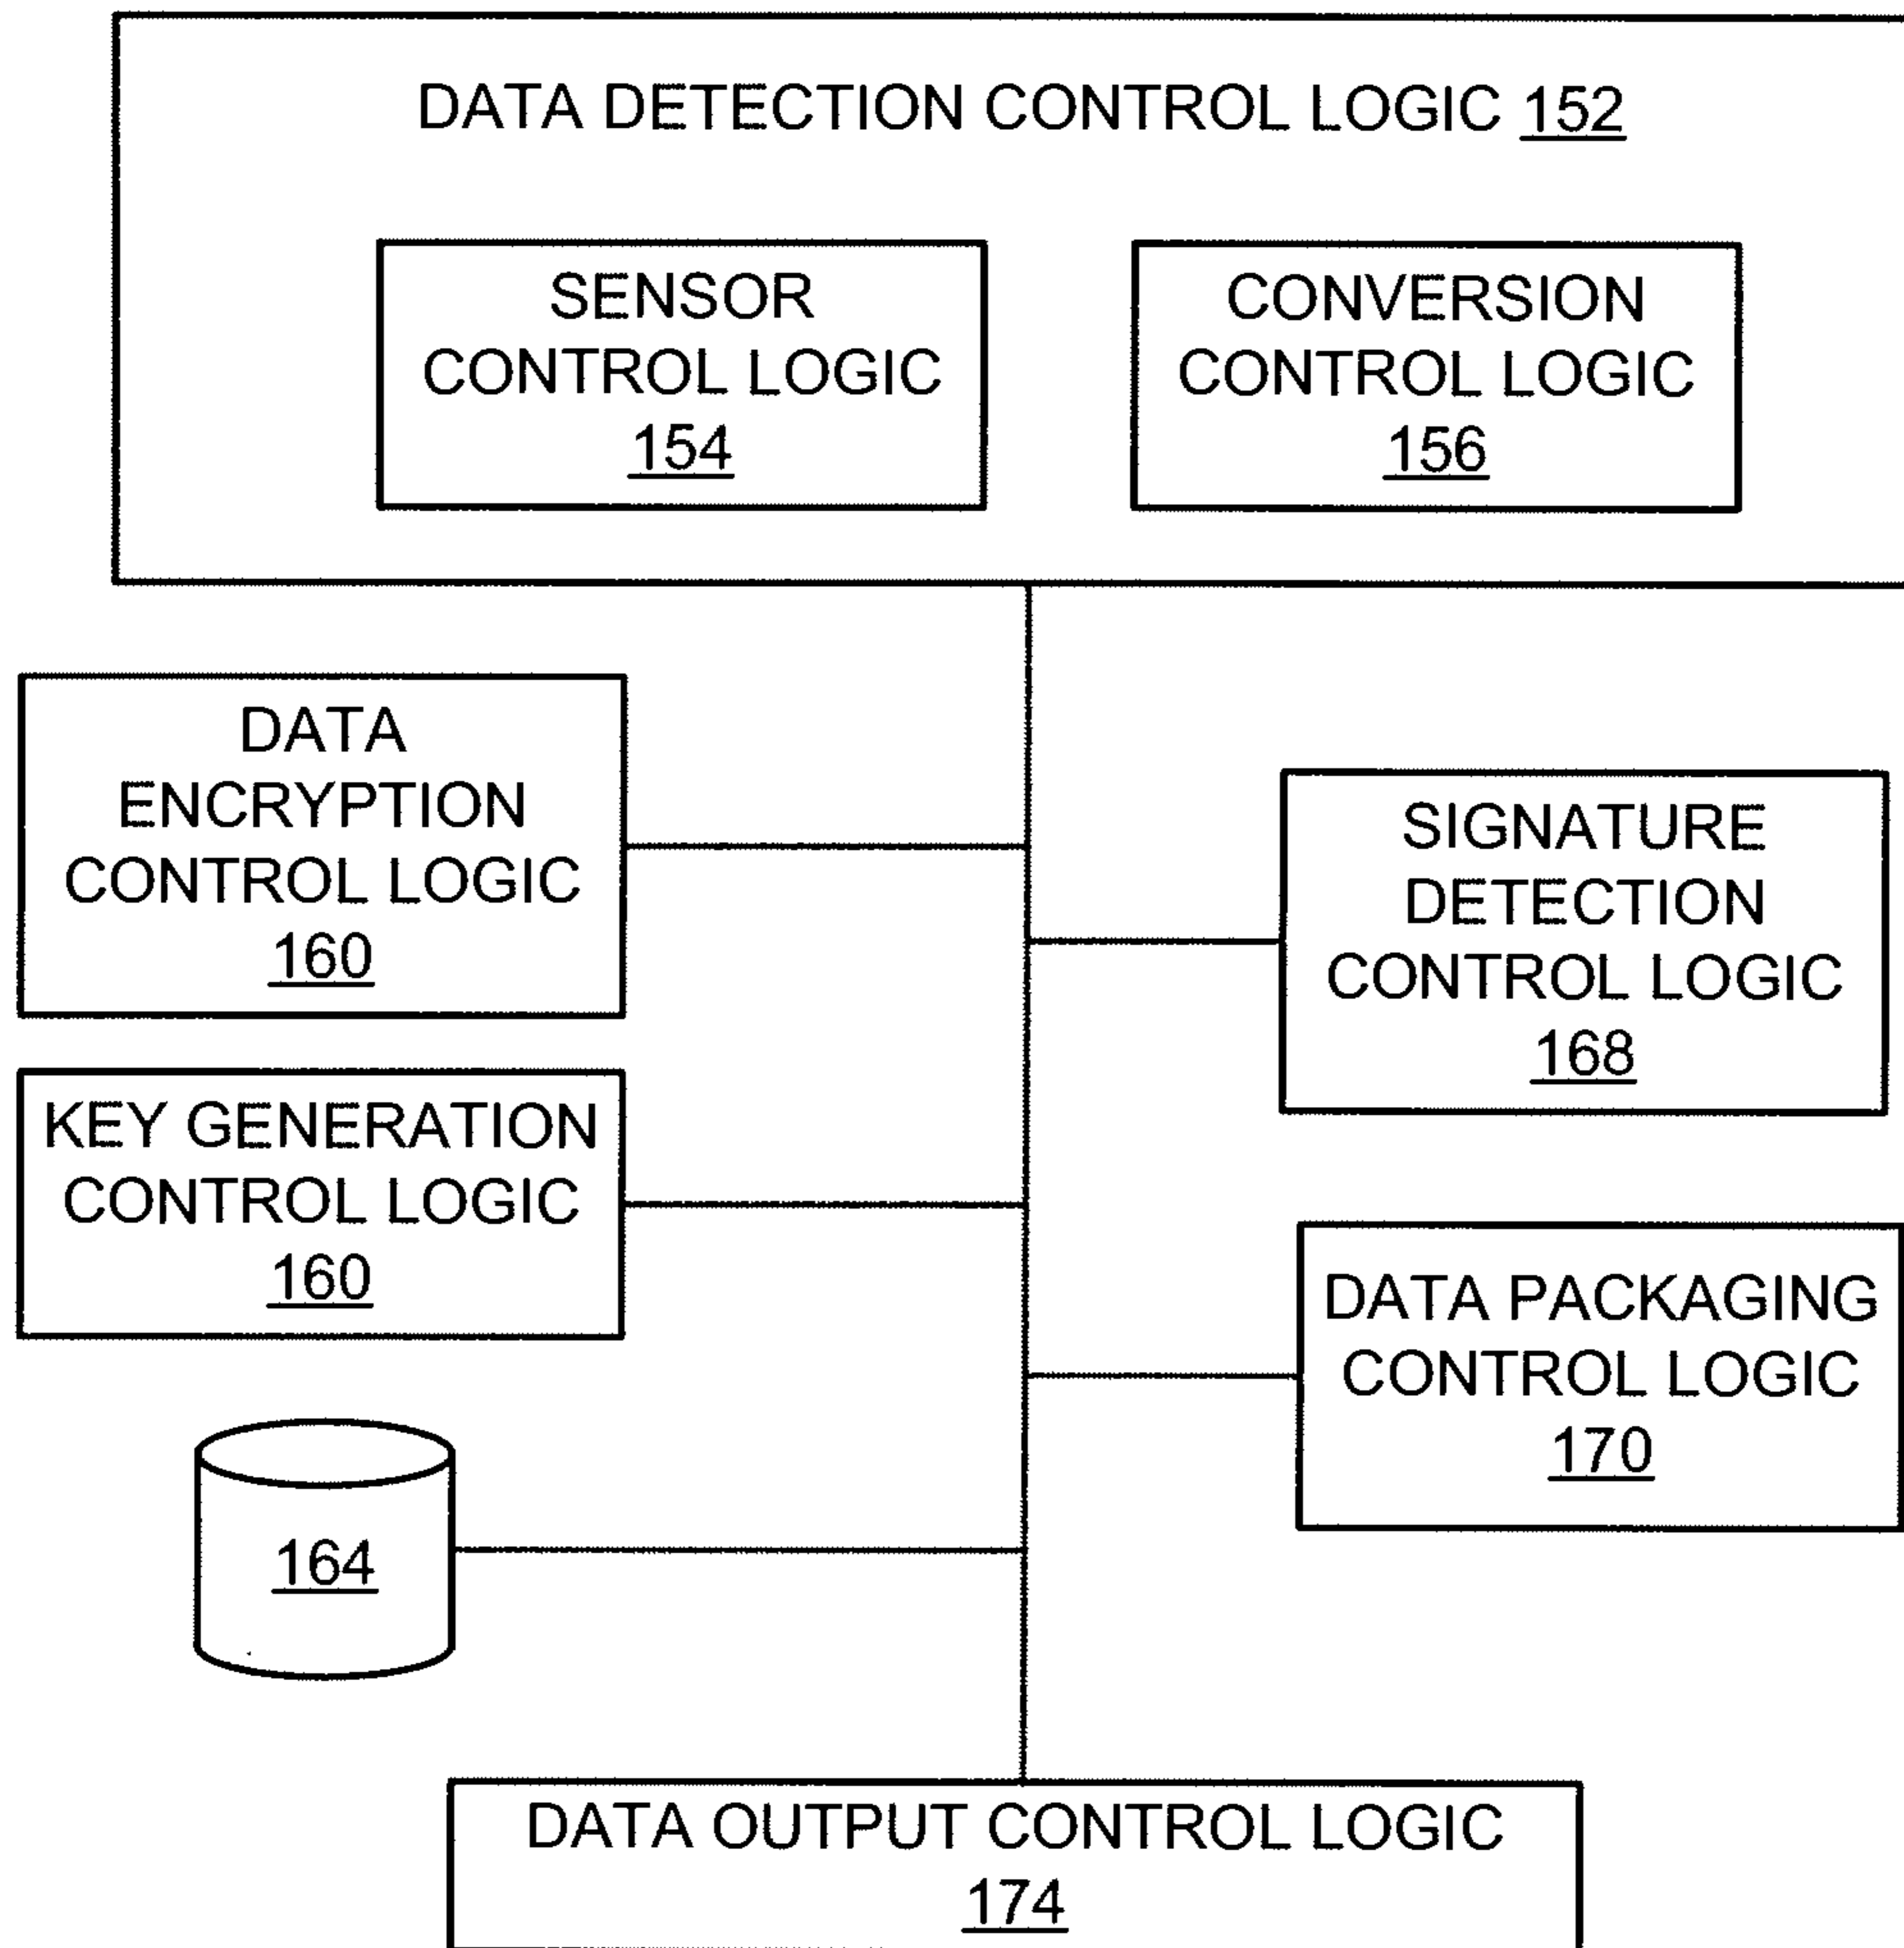 DATA DETECTION CONTROL LOGIC 152
SENSOR
CONTROL LOGIC
154
CONVERSION
CONTROL LOGIC
156
DATA
ENCRYPTION
CONTROL LOGIC
160
SIGNATURE
DETECTION
CONTROL LOGIC
168
KEY GENERATION
CONTROL LOGIC
160
DATA PACKAGING
CONTROL LOGIC
170
164
DATA OUTPUT CONTROL LOGIC
174